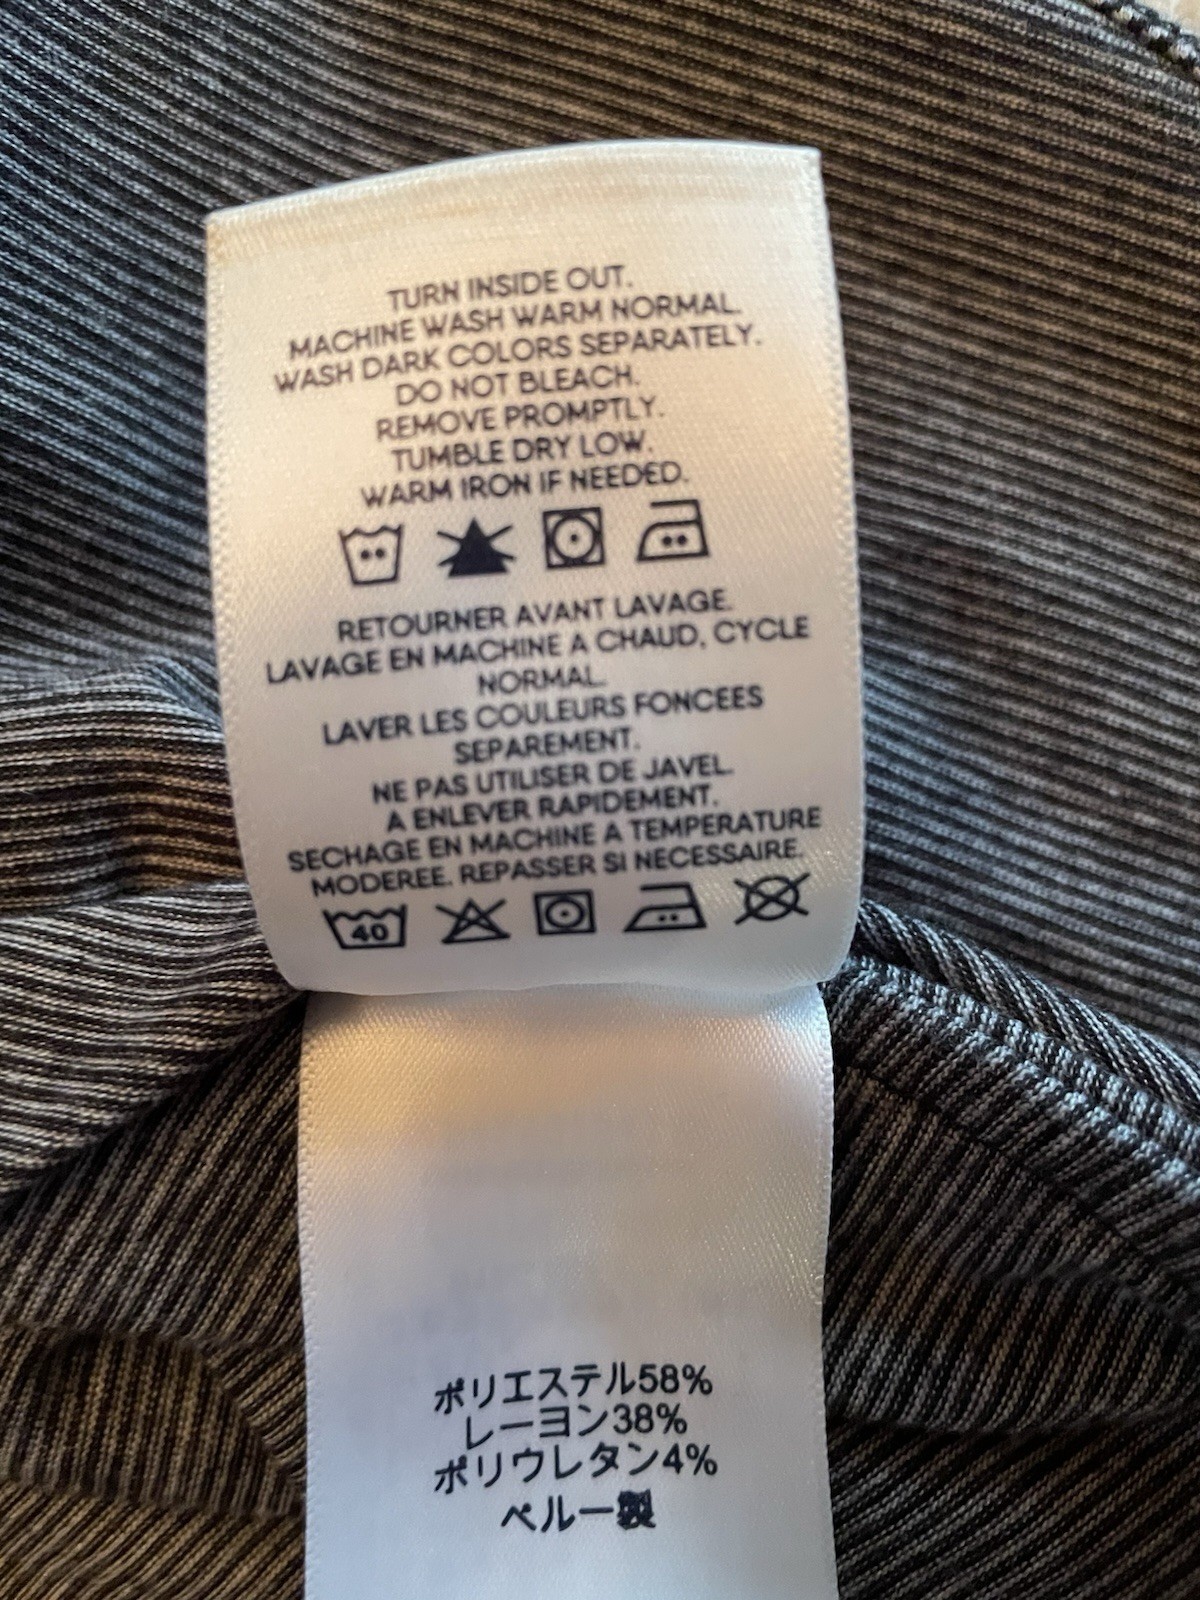 TURN INSIDE OUT.
MACHINE WASH WARM NORMAL.
WASH DARK COLORS SEPARATELY.
DO NOT BLEACH.
REMOVE PROMPTLY.
TUMBLE DRY LOW.
WARM IRON IF NEEDED.
RETOURNER AVANT LAVAGE.
LAVAGE EN MACHINE A CHAUD, CYCLE
NORMAL.
LAVER LES COULEURS FONCEES
SEPAREMENT.
NE PAS UTILISER DE JAVEL.
A ENLEVER RAPIDEMENT.
SECHAGE EN MACHINE A TEMPERATURE
MODEREE. REPASSER SI NECESSAIRE.
40
ポリエステル58%
レーヨン38%
ポリウレタン4%
ペルー製